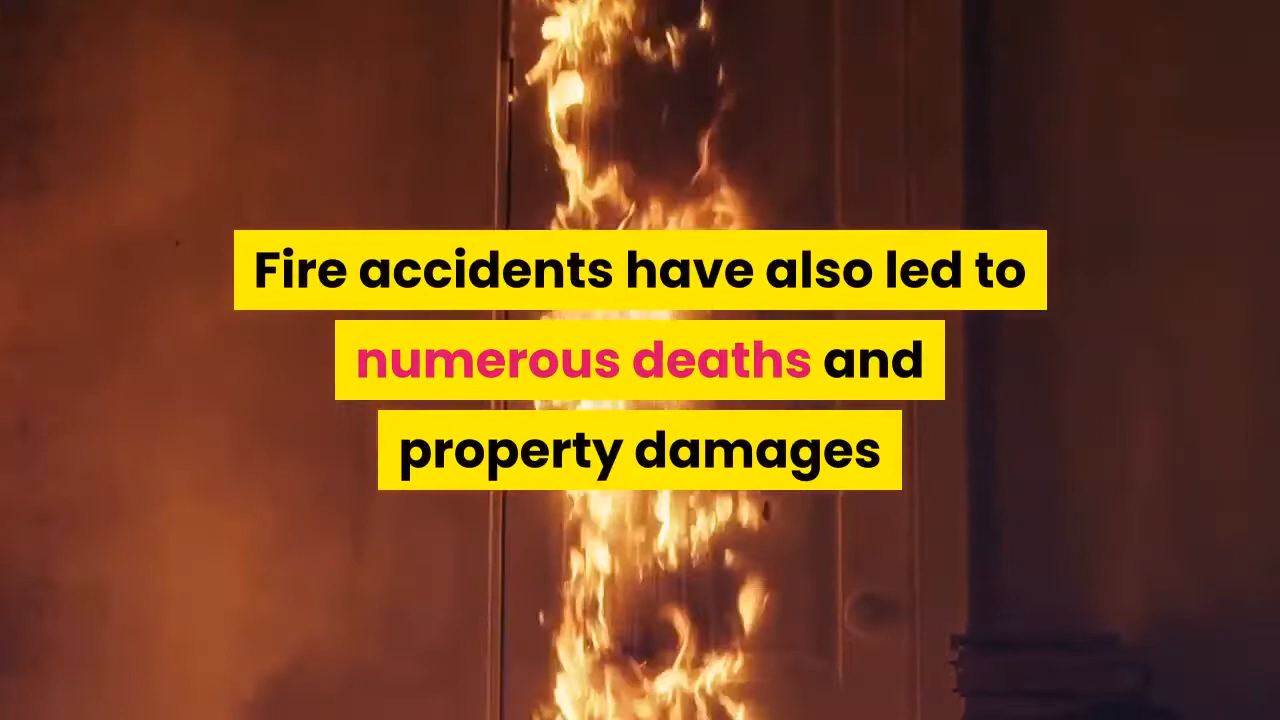 Fire accidents have also led to
numerous deaths and
property damages